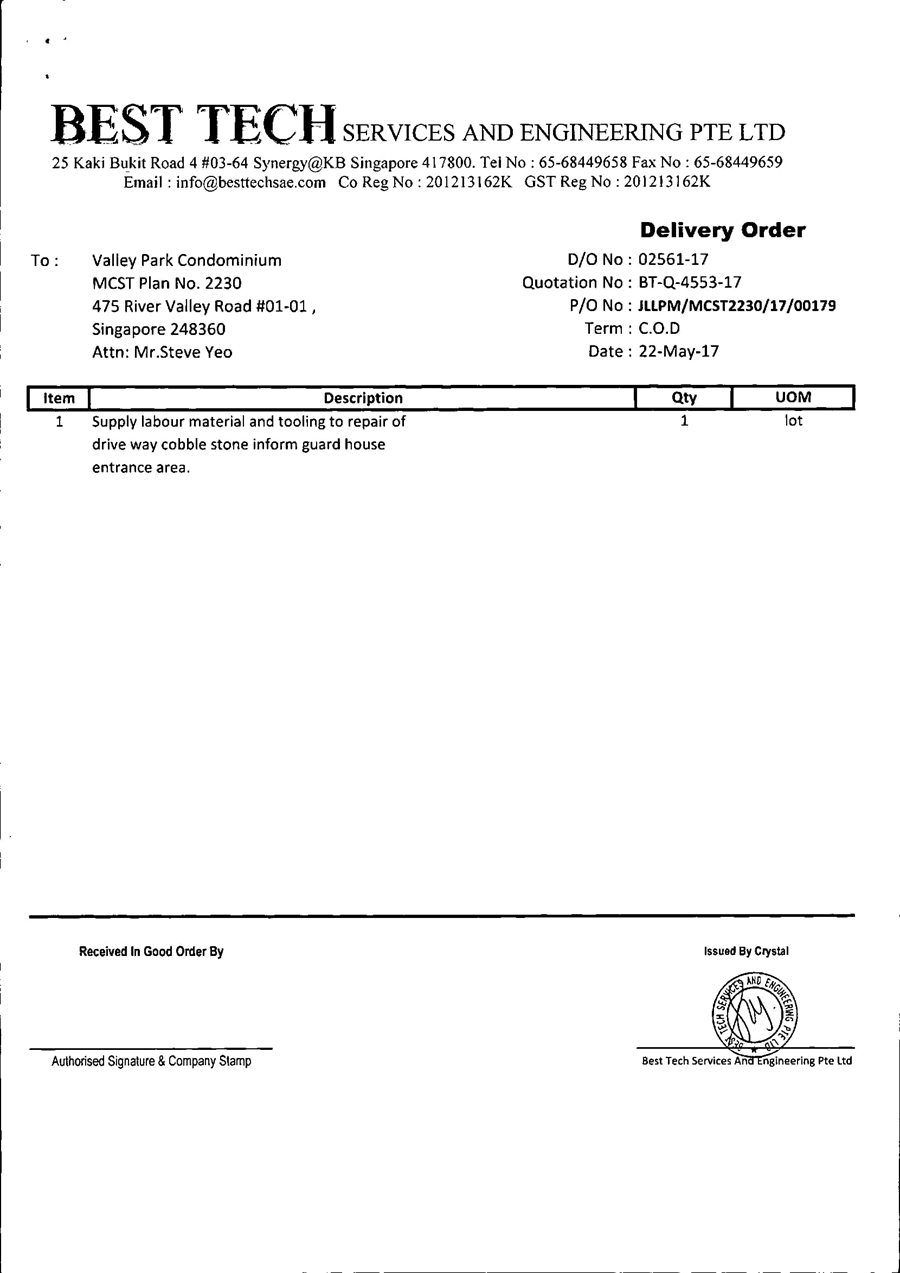 BEST TECH SERVICES AND ENGINEERING PTE LTD
25 Kaki Bukit Road 4 #03-64 Synergy@KB Singapore 417800. Tel No : 65-68449658 Fax No : 65-68449659
Email : info@besttechsae.com Co Reg No : 201213162K GST Reg No : 201213162K
Delivery Order
To : Valley Park Condominium
MCST Plan No. 2230
475 River Valley Road #01-01 ,
Singapore 248360
Attn: Mr.Steve Yeo
D/O No : 02561-17
Quotation No : BT-Q-4553-17
P/O No : JLLPM/MCST2230/17/00179
Term : C.O.D
Date : 22-May-17
Item Description Qty UOM
1 Supply labour material and tooling to repair of 1 lot
drive way cobble stone inform guard house
entrance area.
Received In Good Order By
Issued By Crystal
BEST TECH SERVICES AND ENGINEERING PTE LTD
Authorised Signature & Company Stamp
Best Tech Services And Engineering Pte Ltd